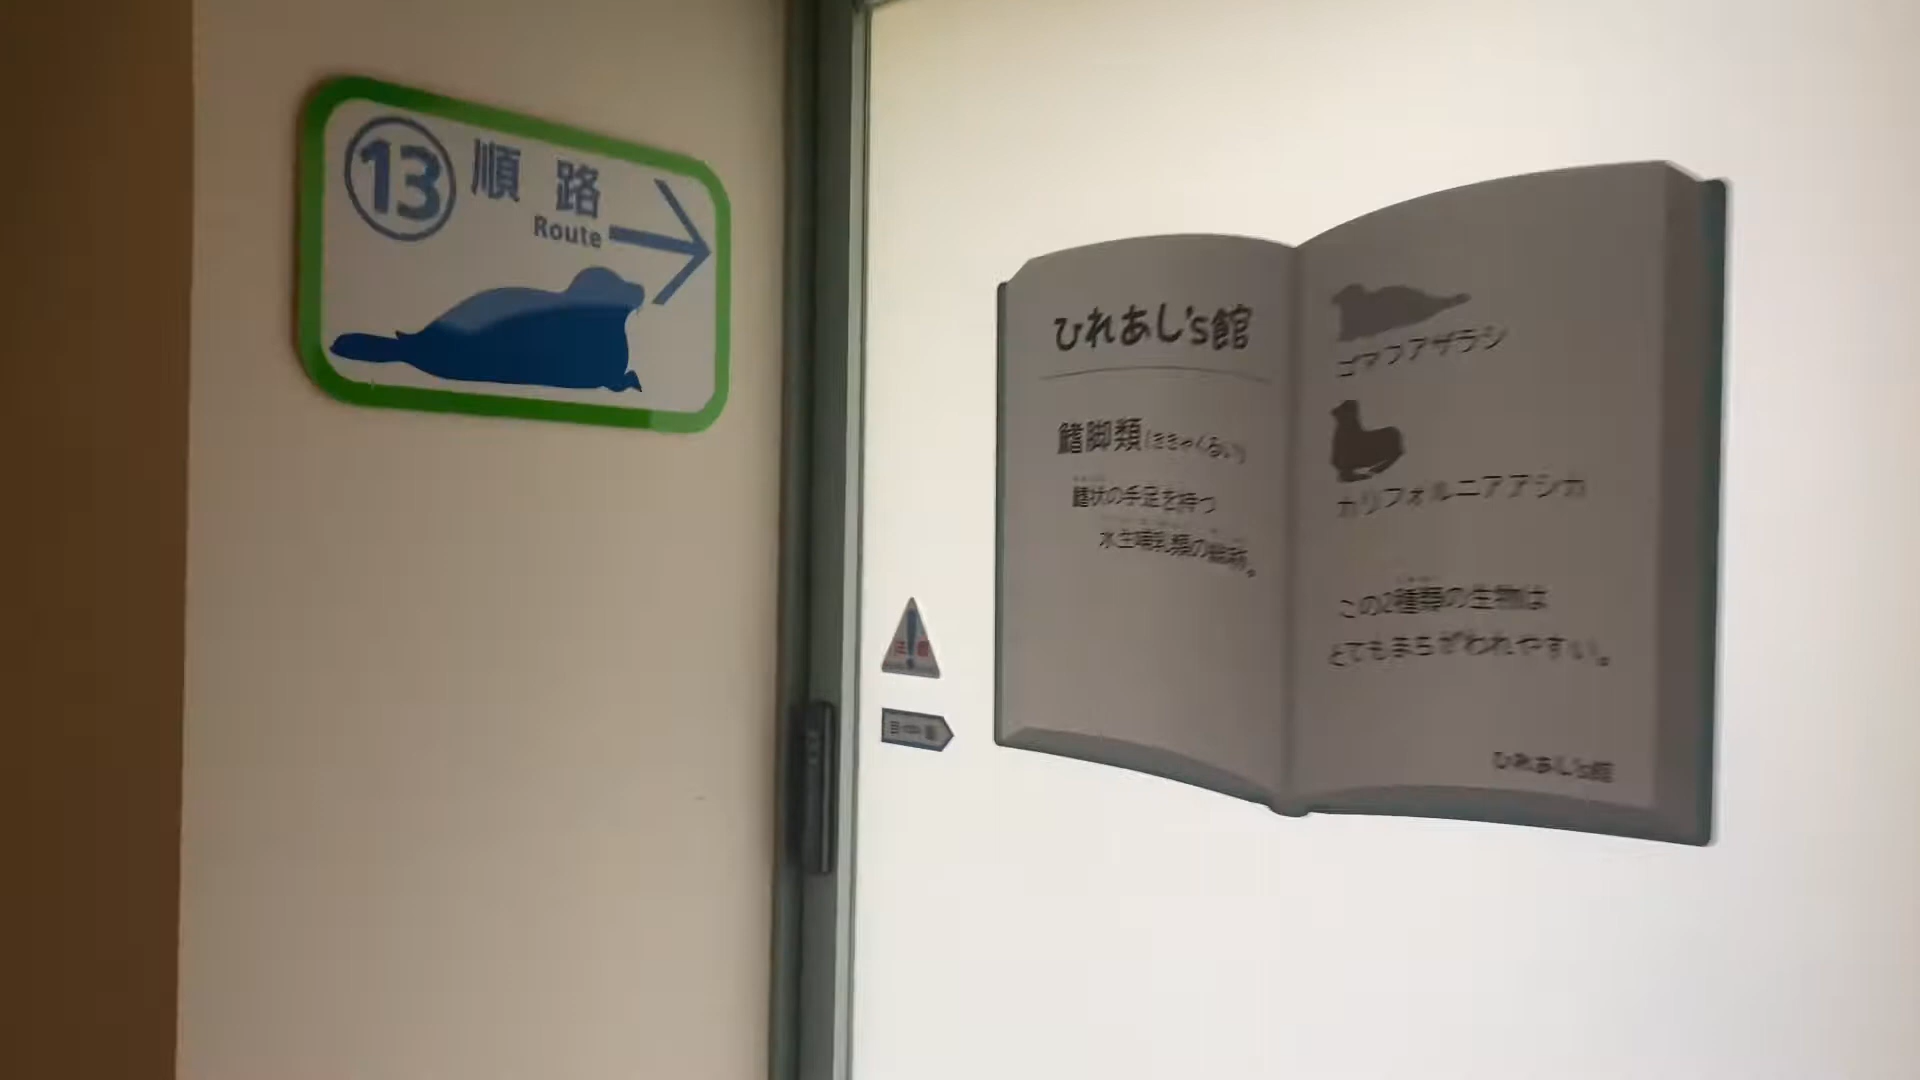 13 順路
Route
ひれあし's館
鰭脚類(ききゃくるい)
鰭状の手足を持つ
水生哺乳類の総称。
ゴマフアザラシ
カリフォルニアアシカ
この2種類の生物は
とてもまちがわれやすい。
ひれあし's館